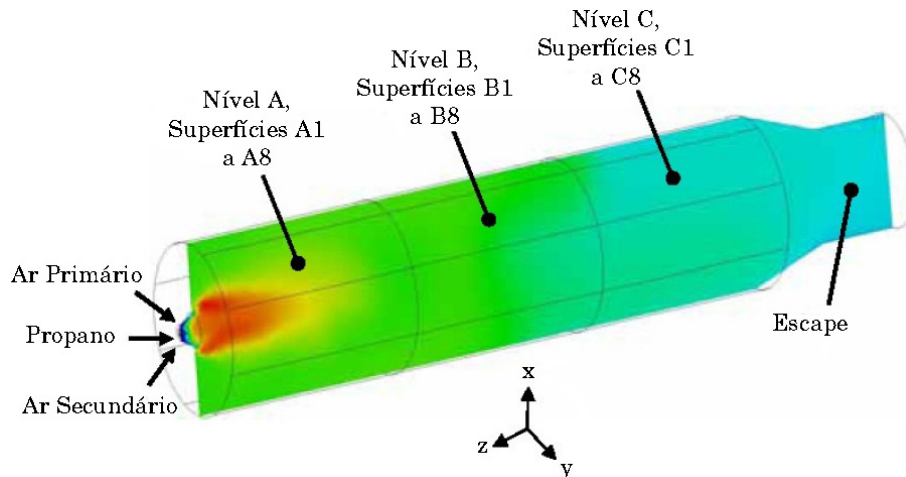 Nível C,
Superfícies C1
a C8
Nível B,
Superfícies B1
a B8
Nível A,
Superfícies A1
a A8
Ar Primário
Propano
Ar Secundário
Escape
x
z
y